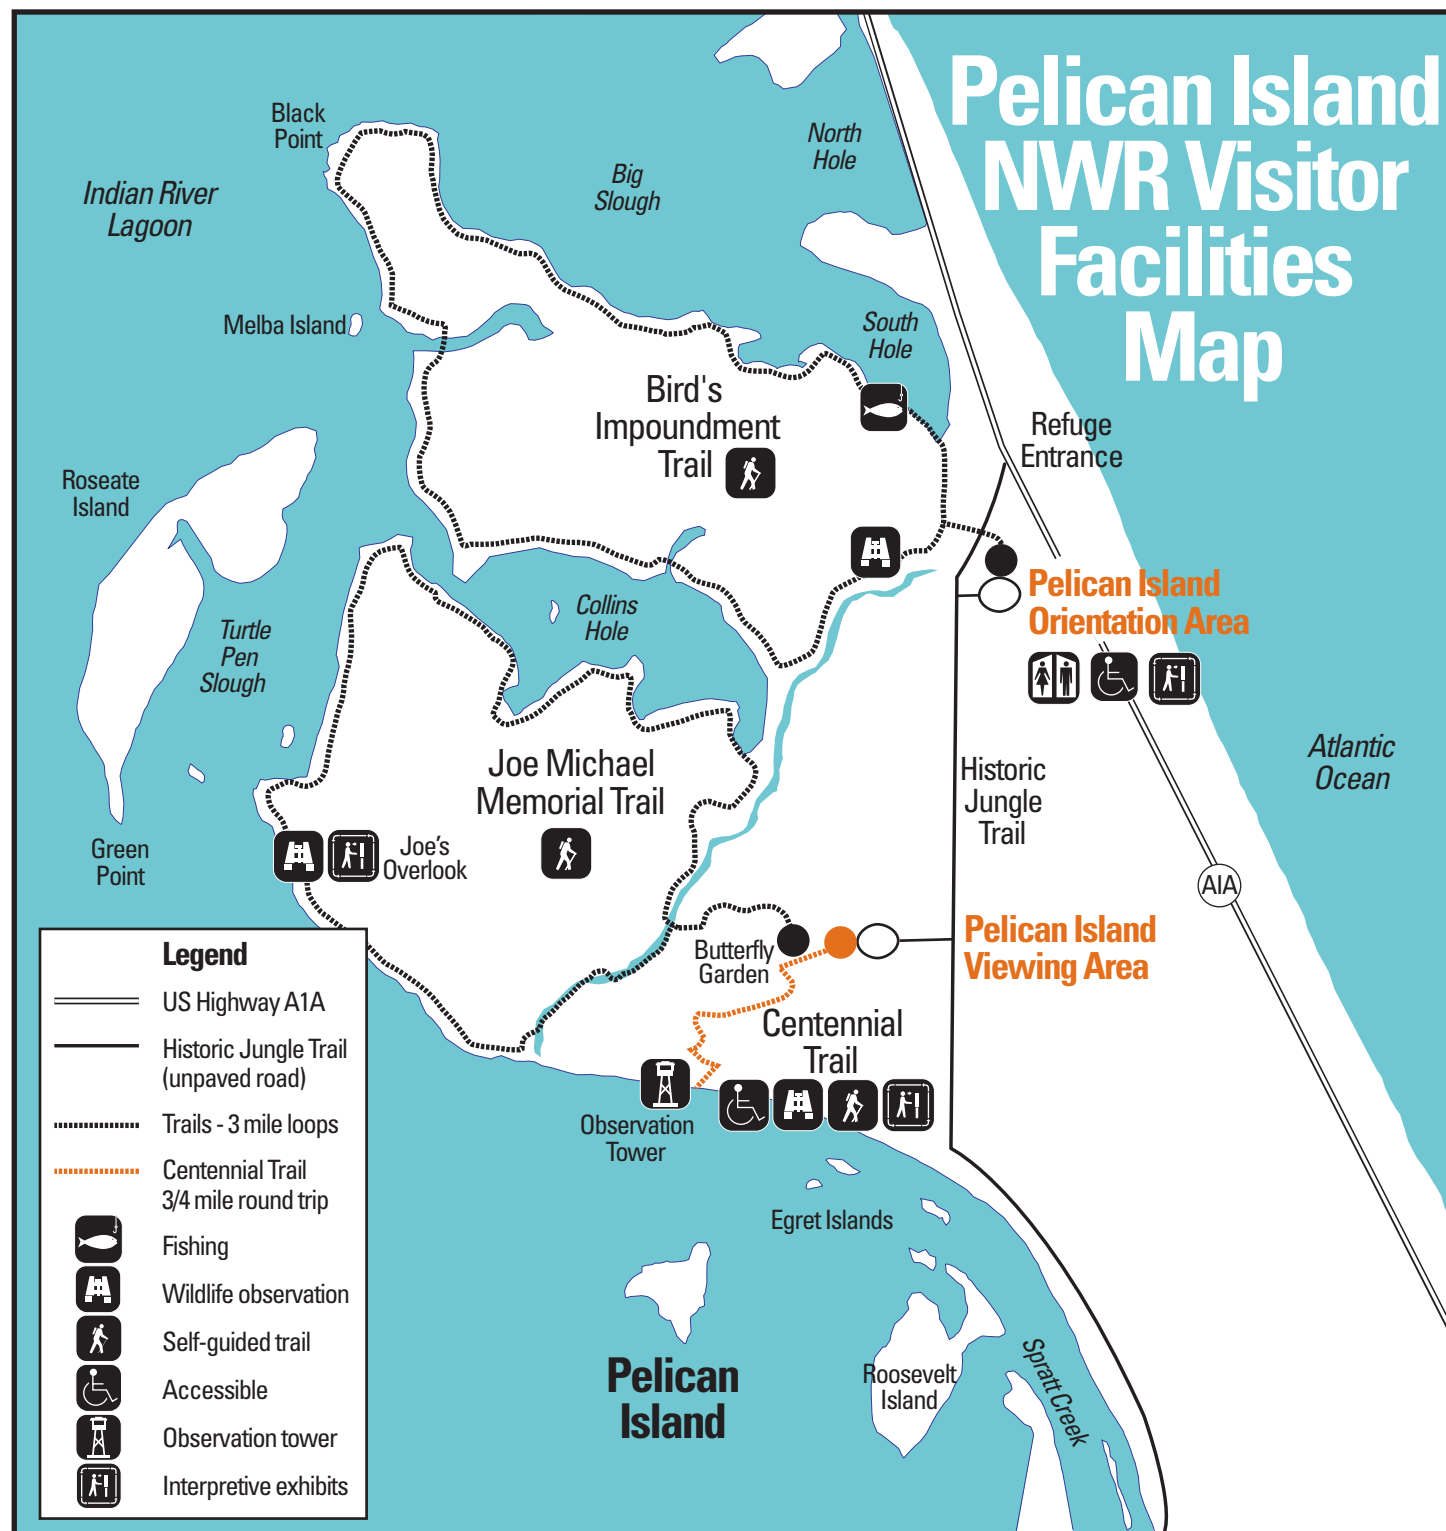 Pelican Island
NWR Visitor
Facilities
Map
Black
Point
North
Hole
Indian River
Lagoon
Big
Slough
Melba Island
South
Hole
Bird's
Impoundment
Trail
Refuge
Entrance
Roseate
Island
Pelican Island
Orientation Area
Collins
Hole
Turtle
Pen
Slough
Atlantic
Ocean
Joe Michael
Memorial Trail
Historic
Jungle
Trail
Green
Point
Joe's
Overlook
A1A
Butterfly
Garden
Pelican Island
Viewing Area
Centennial
Trail
Observation
Tower
Egret Islands
Pelican
Island
Roosevelt
Island
Spratt Creek
Legend
US Highway A1A
Historic Jungle Trail
(unpaved road)
Trails - 3 mile loops
Centennial Trail
3/4 mile round trip
Fishing
Wildlife observation
Self-guided trail
Accessible
Observation tower
Interpretive exhibits